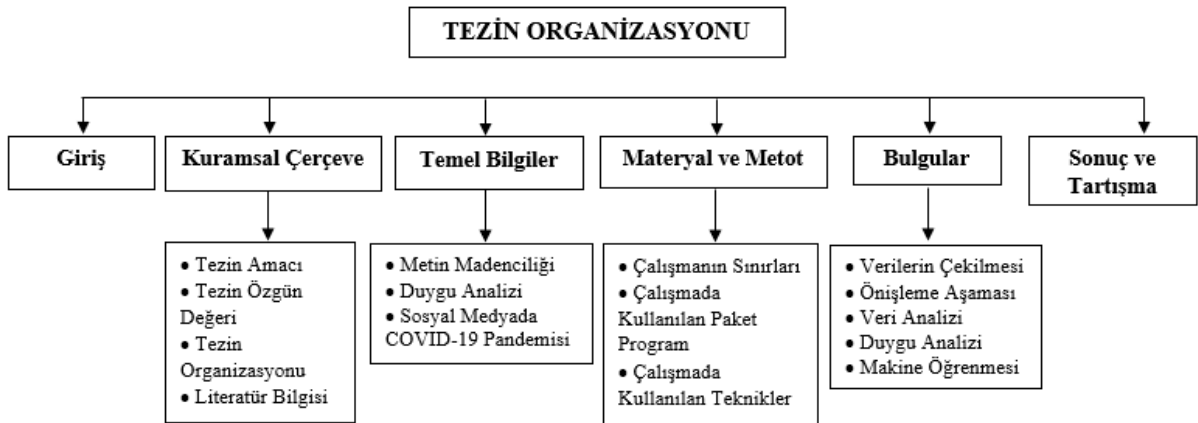 TEZİN ORGANİZASYONU
Giriş
Kuramsal Çerçeve
Temel Bilgiler
Materyal ve Metot
Bulgular
Sonuç ve
Tartışma
• Tezin Amacı
• Tezin Özgün
Değeri
• Tezin
Organizasyonu
• Literatür Bilgisi
• Metin Madenciliği
• Duygu Analizi
• Sosyal Medyada
COVID-19 Pandemisi
• Çalışmanın Sınırları
• Çalışmada
Kullanılan Paket
Program
• Çalışmada
Kullanılan Teknikler
• Verilerin Çekilmesi
• Önişleme Aşaması
• Veri Analizi
• Duygu Analizi
• Makine Öğrenmesi